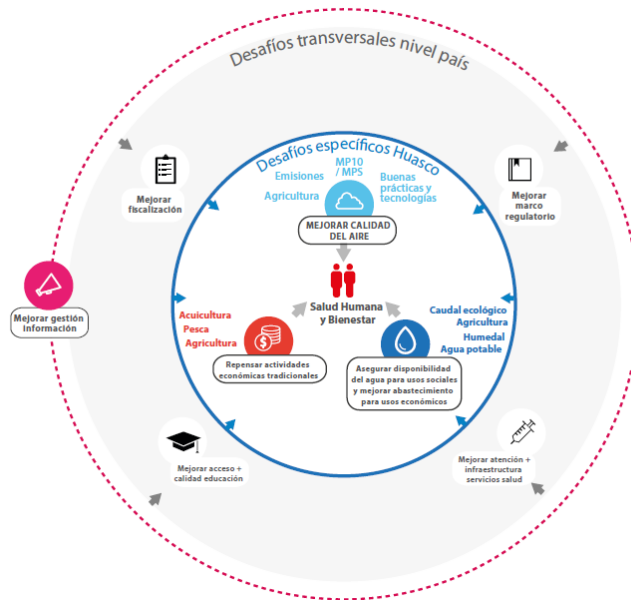 Desafíos transversales nivel país
Mejorar
fiscalización
Mejorar
marco
regulatorio
Mejorar gestión
Información
Mejorar acceso +
calidad educación
Mejorar atención +
infraestructura
servicios salud
Desafíos específicos Huasco
Emisiones
Agricultura
MP10
/ MPS
Buenas
prácticas y
tecnologías
MEJORAR CALIDAD
DEL AIRE
Salud Humana
y Bienestar
Acuicultura
Pesca
Agricultura
$
Repensar actividades
económicas tradicionales
Caudal ecológico
Agricultura
Humedal
Agua potable
Asegurar disponibilidad
del agua para usos sociales
y mejorar abastecimiento
para usos económicos